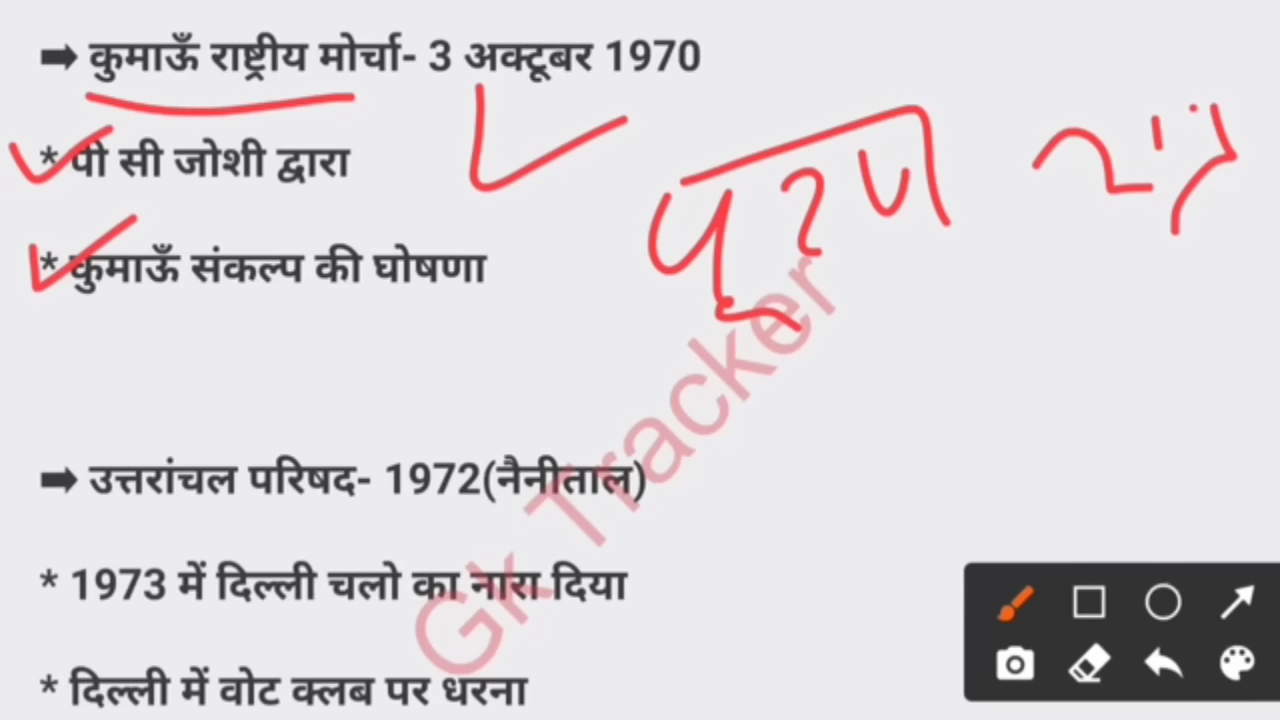 ➡ कुमाऊँ राष्ट्रीय मोर्चा- 3 अक्टूबर 1970
* पी सी जोशी द्वारा
पूरण
* कुमाऊँ संकल्प की घोषणा
➡ उत्तरांचल परिषद- 1972(नैनीताल)
* 1973 में दिल्ली चलो का नारा दिया
* दिल्ली में वोट क्लब पर धरना
Gk Tracker